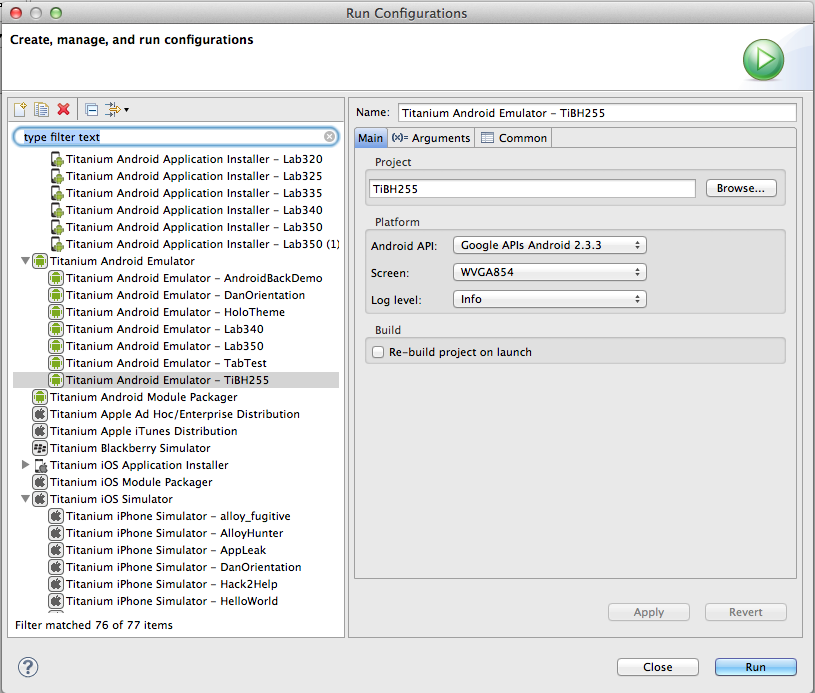 Run Configurations
Create, manage, and run configurations
type filter text
Titanium Android Application Installer – Lab320
Titanium Android Application Installer – Lab325
Titanium Android Application Installer – Lab335
Titanium Android Application Installer – Lab340
Titanium Android Application Installer – Lab350
Titanium Android Application Installer – Lab350 (1)
Titanium Android Emulator
Titanium Android Emulator – AndroidBackDemo
Titanium Android Emulator – DanOrientation
Titanium Android Emulator – HoloTheme
Titanium Android Emulator – Lab340
Titanium Android Emulator – Lab350
Titanium Android Emulator – TabTest
Titanium Android Emulator – TiBH255
Titanium Android Module Packager
Titanium Apple Ad Hoc/Enterprise Distribution
Titanium Apple iTunes Distribution
Titanium Blackberry Simulator
Titanium iOS Application Installer
Titanium iOS Module Packager
Titanium iOS Simulator
Titanium iPhone Simulator – alloy_fugitive
Titanium iPhone Simulator – AlloyHunter
Titanium iPhone Simulator – AppLeak
Titanium iPhone Simulator – DanOrientation
Titanium iPhone Simulator – Hack2Help
Titanium iPhone Simulator – HelloWorld
Filter matched 76 of 77 items
Name: Titanium Android Emulator – TiBH255
Main (x)= Arguments Common
Project
TiBH255 Browse...
Platform
Android API: Google APIs Android 2.3.3
Screen: WVGA854
Log level: Info
Build
Re-build project on launch
Apply Revert
? Close Run